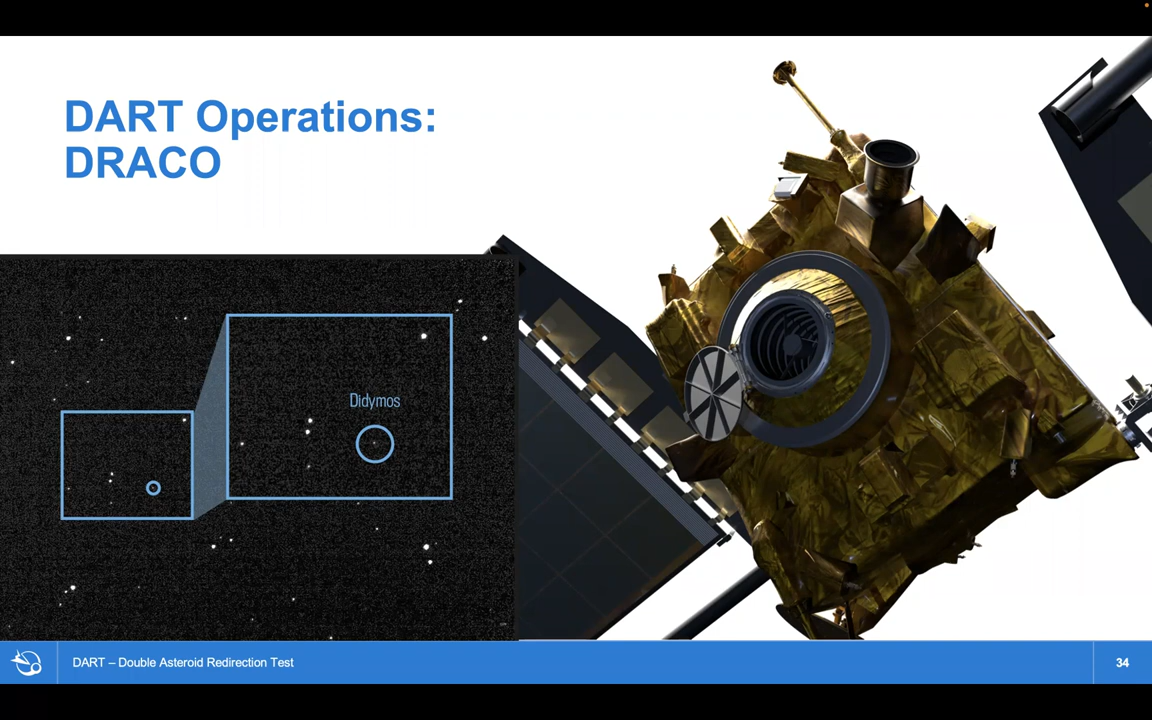 DART Operations:
DRACO
Didymos
DART – Double Asteroid Redirection Test
34